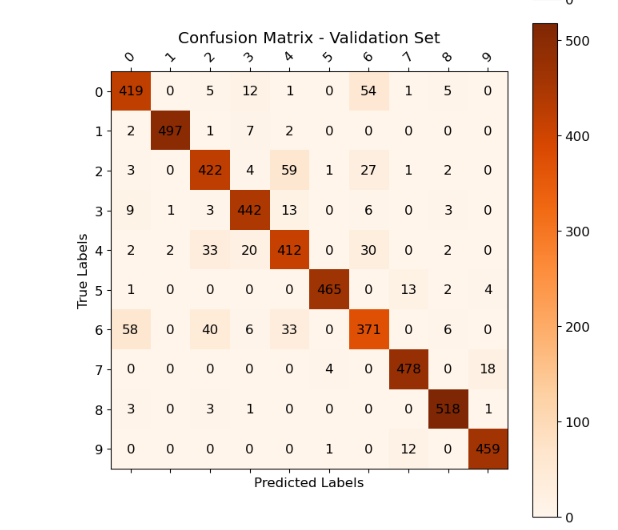 0
Confusion Matrix - Validation Set
0 1 2 3 4 5 6 7 8 9
0 419 0 5 12 1 0 54 1 5 0
1 2 497 1 7 2 0 0 0 0 0
2 3 0 422 4 59 1 27 1 2 0
3 9 1 3 442 13 0 6 0 3 0
4 2 2 33 20 412 0 30 0 2 0
5 1 0 0 0 0 465 0 13 2 4
6 58 0 40 6 33 0 371 0 6 0
7 0 0 0 0 0 4 0 478 0 18
8 3 0 3 1 0 0 0 0 518 1
9 0 0 0 0 0 1 0 12 0 459
True Labels
Predicted Labels
500
400
300
200
100
0